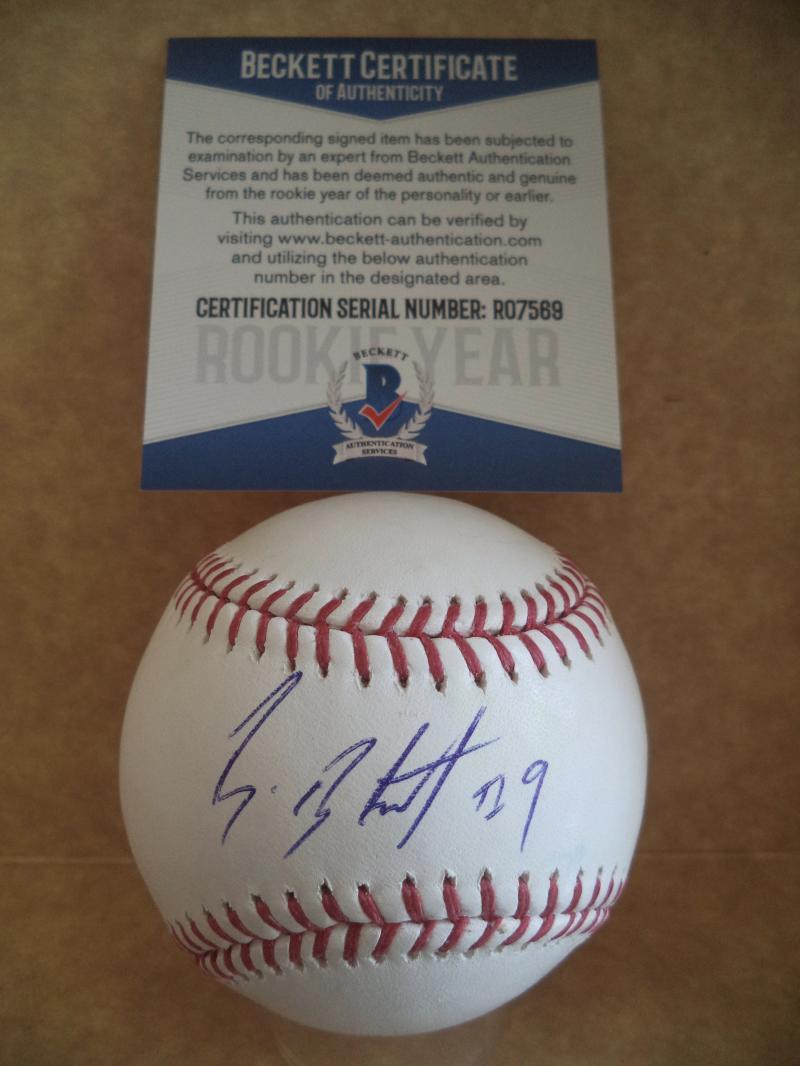 BECKETT CERTIFICATE
OF AUTHENTICITY
The corresponding signed item has been subjected to
examination by an expert from Beckett Authentication
Services and has been deemed authentic and genuine
from the rookie year of the personality or earlier.
This authentication can be verified by
visiting www.beckett-authentication.com
and utilizing the below authentication
number in the designated area.
CERTIFICATION SERIAL NUMBER: R07569
ROOKIE YEAR
BECKETT
B
AUTHENTICATION
SERVICES